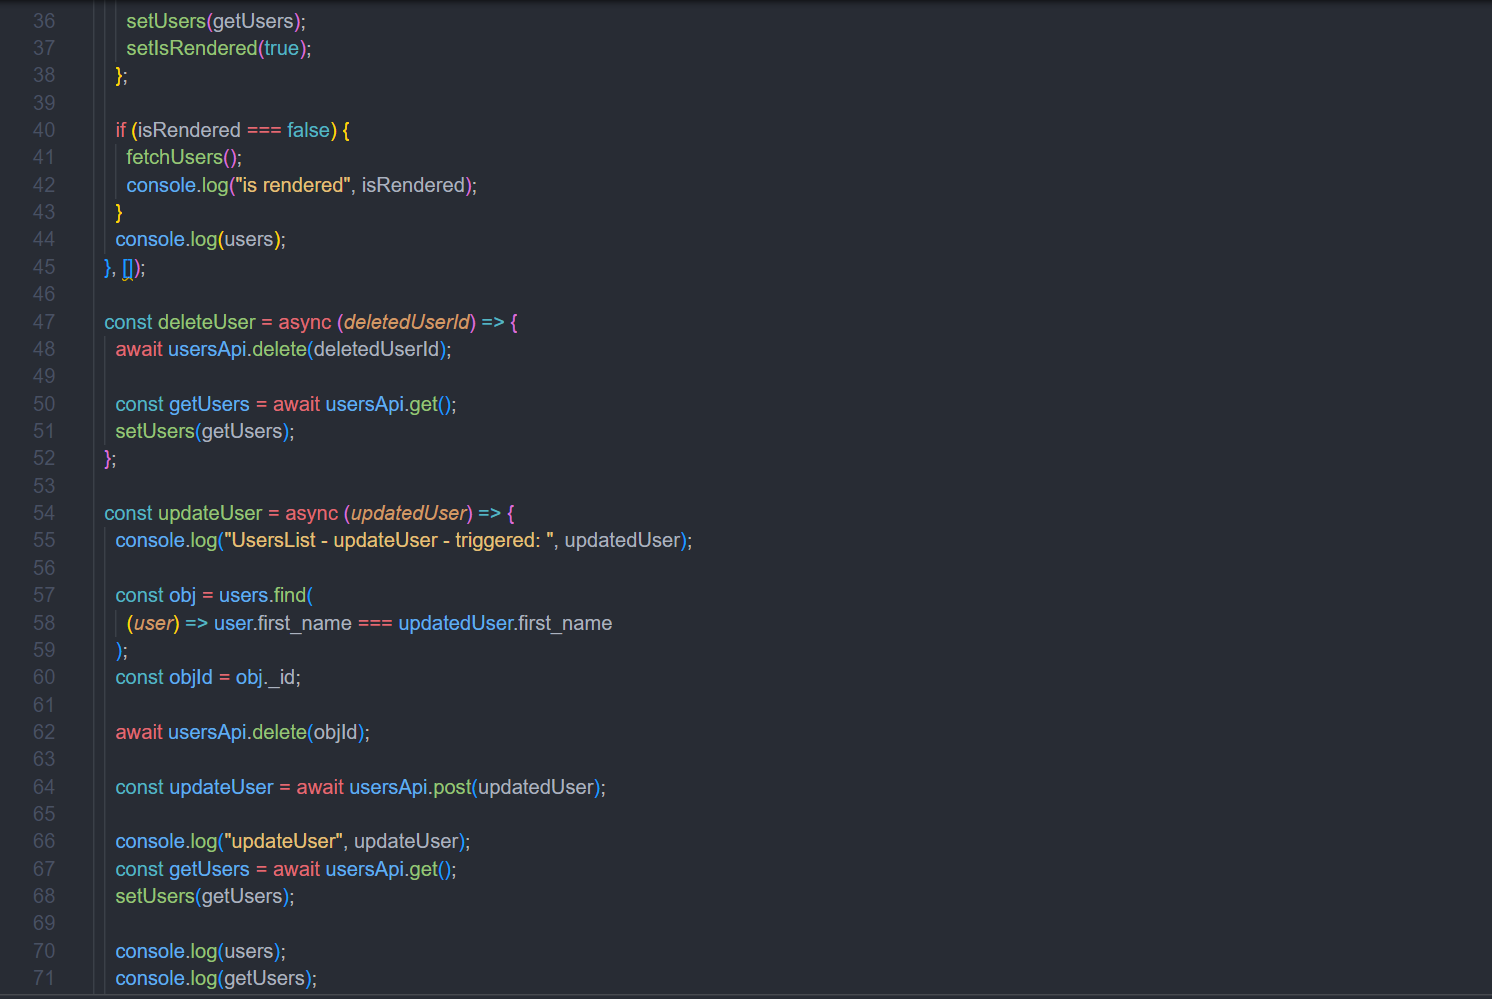 36 setUsers(getUsers);
37 setIsRendered(true);
38 };
39
40 if (isRendered === false) {
41 fetchUsers();
42 console.log("is rendered", isRendered);
43 }
44 console.log(users);
45 }, []);
46
47 const deleteUser = async (deletedUserId) => {
48 await usersApi.delete(deletedUserId);
49
50 const getUsers = await usersApi.get();
51 setUsers(getUsers);
52 };
53
54 const updateUser = async (updatedUser) => {
55 console.log("UsersList - updateUser - triggered: ", updatedUser);
56
57 const obj = users.find(
58 (user) => user.first_name === updatedUser.first_name
59 );
60 const objId = obj._id;
61
62 await usersApi.delete(objId);
63
64 const updateUser = await usersApi.post(updatedUser);
65
66 console.log("updateUser", updateUser);
67 const getUsers = await usersApi.get();
68 setUsers(getUsers);
69
70 console.log(users);
71 console.log(getUsers);